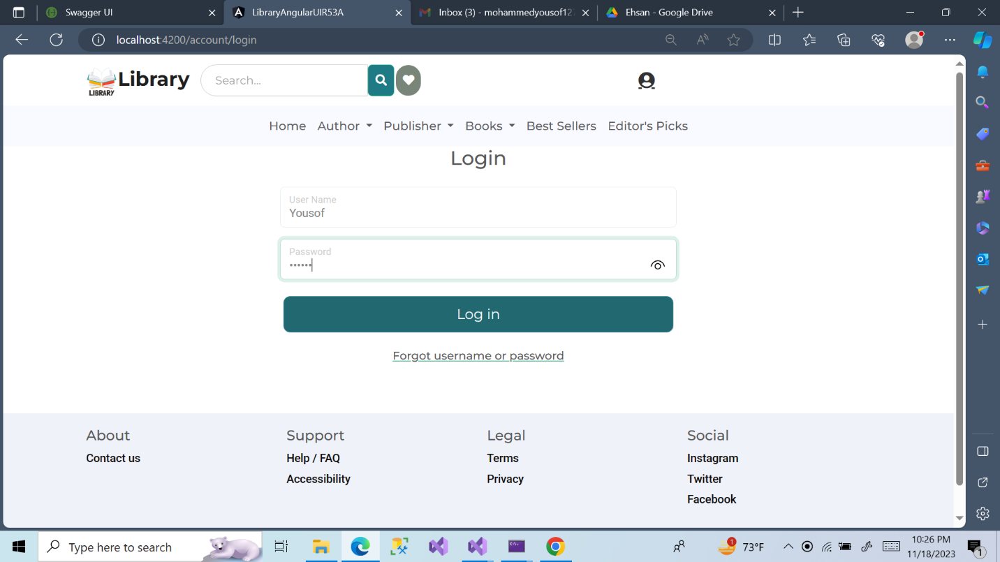 Swagger UI
LibraryAngularUIR53A
Inbox (3) - mohammedyousof127
Ehsan - Google Drive
localhost:4200/account/login
LIBRARY
Library
Search...
Home
Author
Publisher
Books
Best Sellers
Editor's Picks
Login
User Name
Yousof
Password
••••••
Log in
Forgot username or password
About
Contact us
Support
Help / FAQ
Accessibility
Legal
Terms
Privacy
Social
Instagram
Twitter
Facebook
Type here to search
1
73°F
10:26 PM
11/18/2023
1